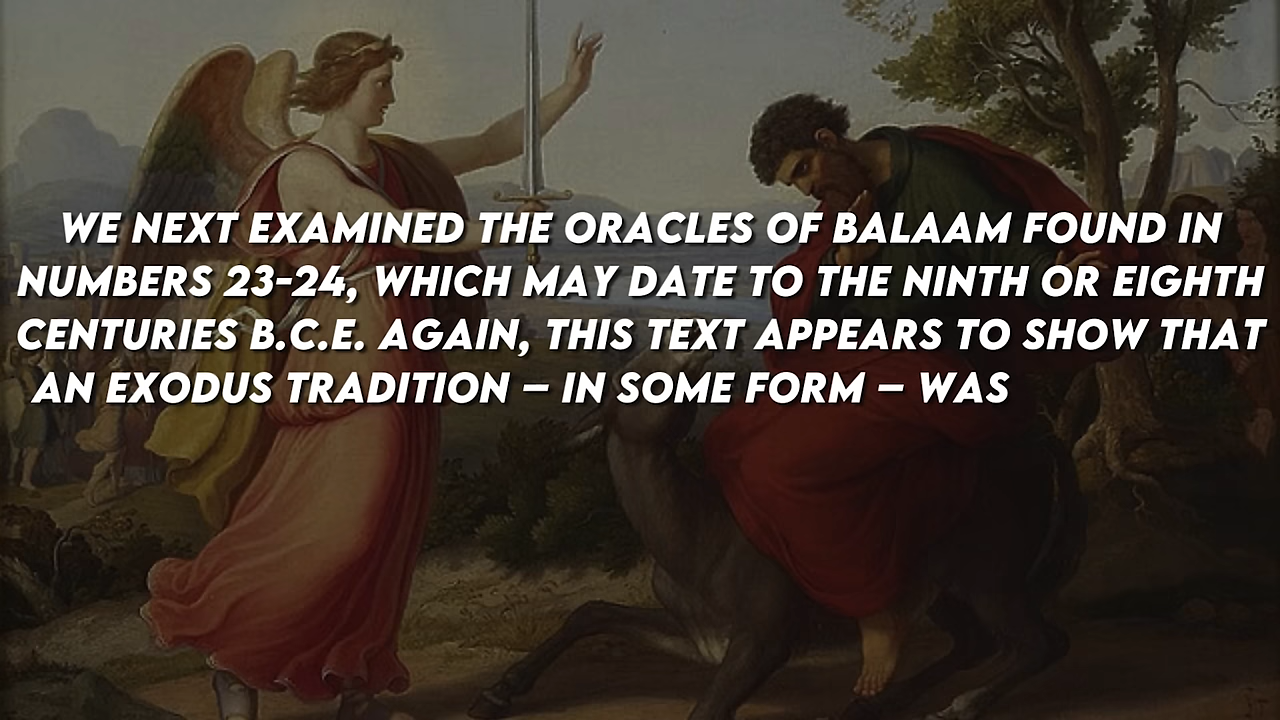 WE NEXT EXAMINED THE ORACLES OF BALAAM FOUND IN
NUMBERS 23-24, WHICH MAY DATE TO THE NINTH OR EIGHTH
CENTURIES B.C.E. AGAIN, THIS TEXT APPEARS TO SHOW THAT
AN EXODUS TRADITION – IN SOME FORM – WAS